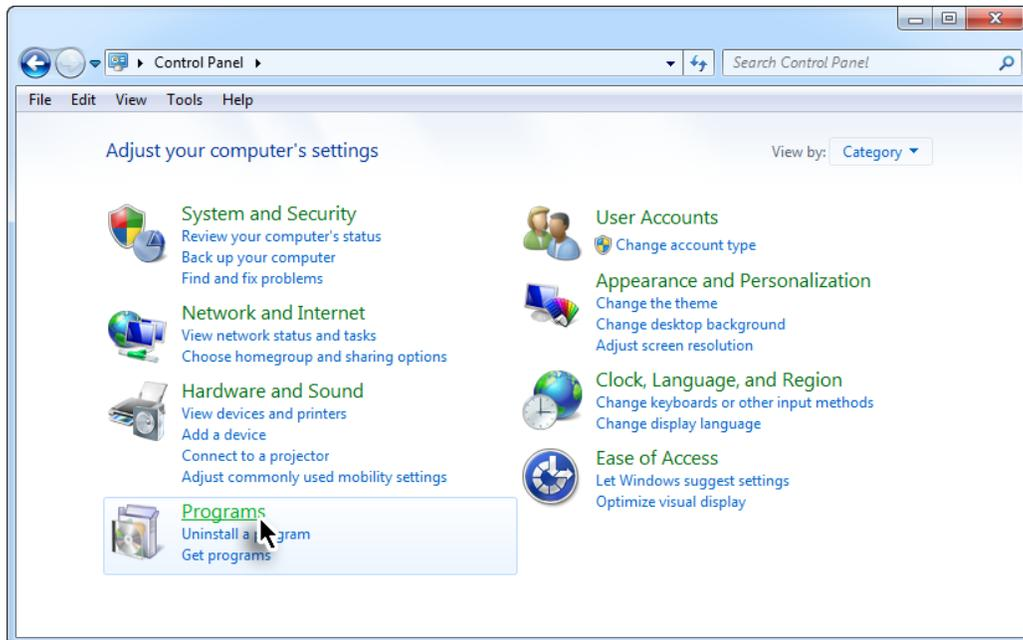 Control Panel
Search Control Panel
File Edit View Tools Help
Adjust your computer's settings
View by: Category
System and Security
Review your computer's status
Back up your computer
Find and fix problems
Network and Internet
View network status and tasks
Choose homegroup and sharing options
Hardware and Sound
View devices and printers
Add a device
Connect to a projector
Adjust commonly used mobility settings
Programs
Uninstall a program
Get programs
User Accounts
Change account type
Appearance and Personalization
Change the theme
Change desktop background
Adjust screen resolution
Clock, Language, and Region
Change keyboards or other input methods
Change display language
Ease of Access
Let Windows suggest settings
Optimize visual display